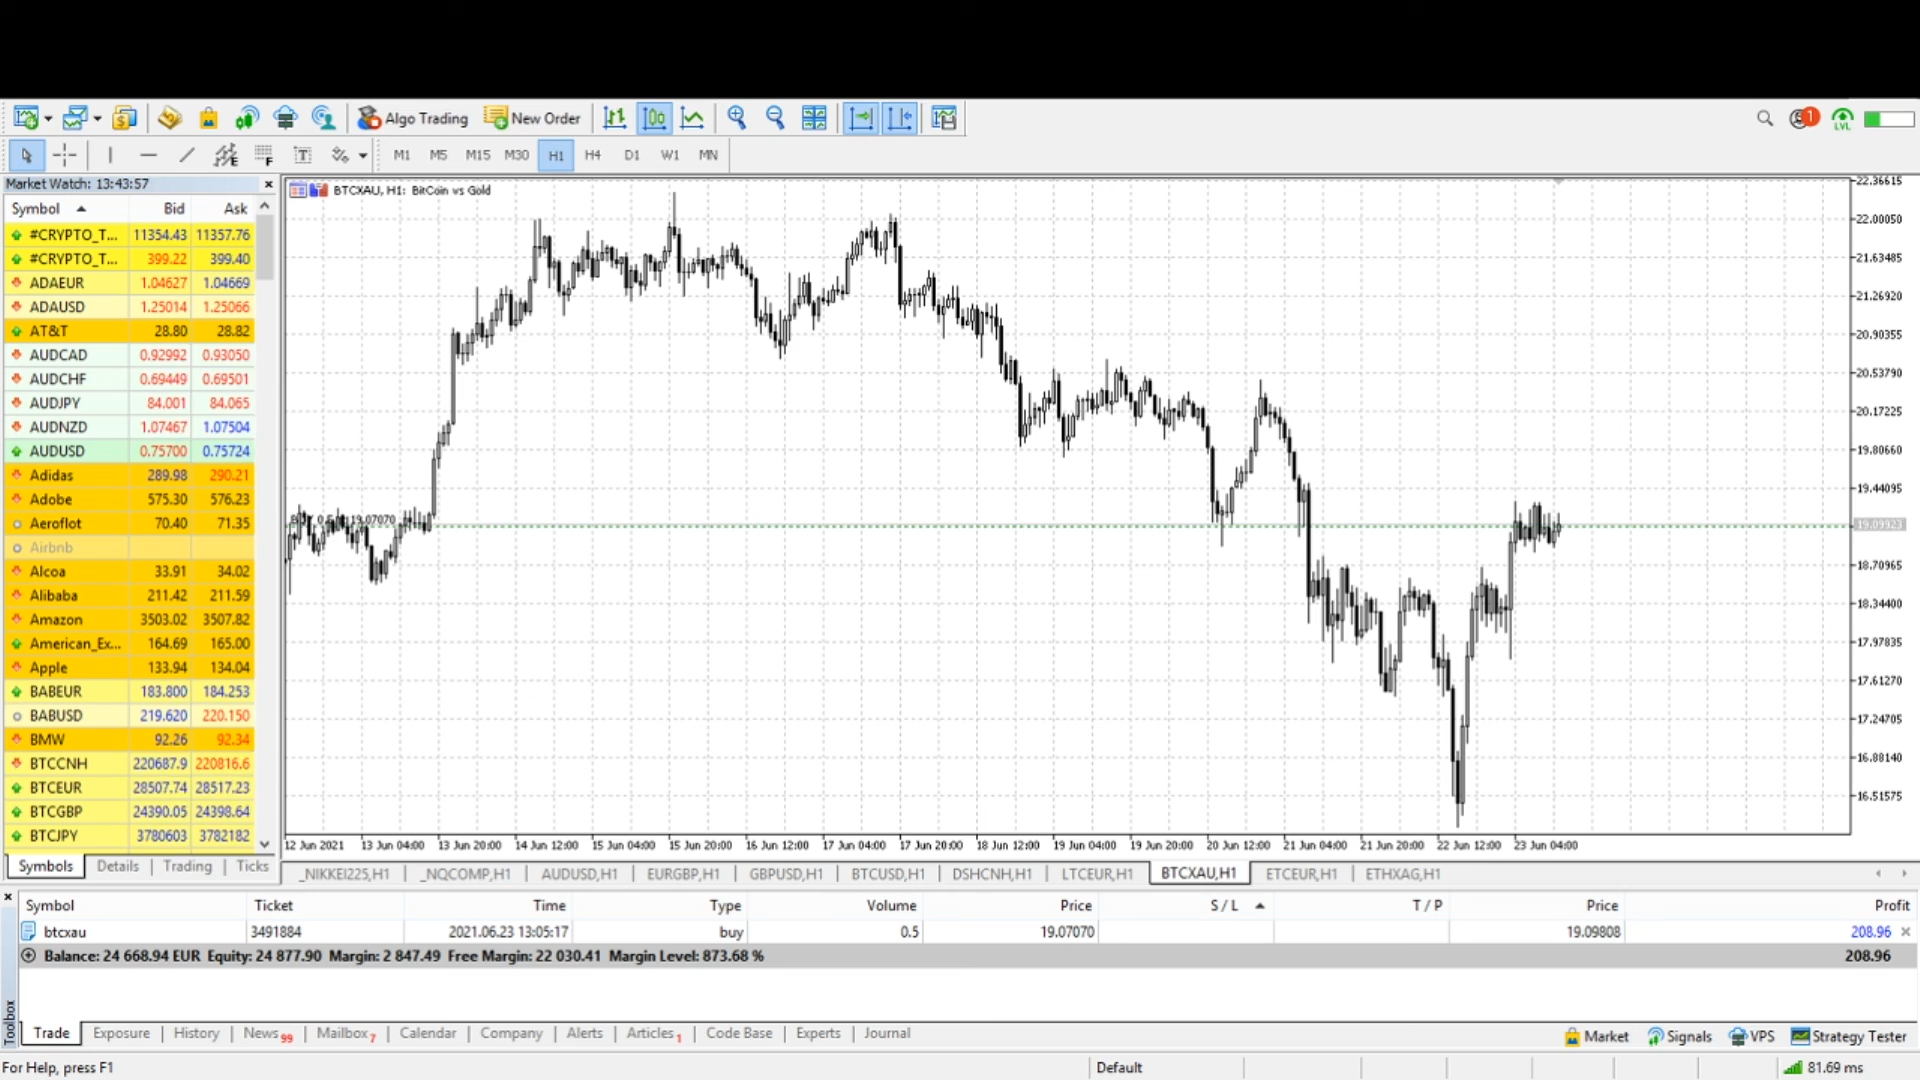 Algo Trading New Order 1 LVL
E F T M1 M5 M15 M30 H1 H4 D1 W1 MN
Market Watch: 13:43:57
Symbol Bid Ask
#CRYPTO_T... 11354.43 11357.76
#CRYPTO_T... 399.22 399.40
ADAEUR 1.04627 1.04669
ADAUSD 1.25014 1.25066
AT&T 28.80 28.82
AUDCAD 0.92992 0.93050
AUDCHF 0.69449 0.69501
AUDJPY 84.001 84.065
AUDNZD 1.07467 1.07504
AUDUSD 0.75700 0.75724
Adidas 289.98 290.21
Adobe 575.30 576.23
Aeroflot 70.40 71.35
Airbnb
Alcoa 33.91 34.02
Alibaba 211.42 211.59
Amazon 3503.02 3507.82
American_Ex... 164.69 165.00
Apple 133.94 134.04
BABEUR 183.800 184.253
BABUSD 219.620 220.150
BMW 92.26 92.34
BTCCNH 220687.9 220816.6
BTCEUR 28507.74 28517.23
BTCGBP 24390.05 24398.64
BTCJPY 3780603 3782182
Symbols Details Trading Ticks
BTCXAU, H1: BitCoin vs Gold
19.07070
22.36615
22.00050
21.63485
21.26920
20.90355
20.53790
20.17225
19.80660
19.44095
19.09923
18.70965
18.34400
17.97835
17.61270
17.24705
16.88140
16.51575
12 Jun 2021 13 Jun 04:00 13 Jun 20:00 14 Jun 12:00 15 Jun 04:00 15 Jun 20:00 16 Jun 12:00 17 Jun 04:00 17 Jun 20:00 18 Jun 12:00 19 Jun 04:00 19 Jun 20:00 20 Jun 12:00 21 Jun 04:00 21 Jun 20:00 22 Jun 12:00 23 Jun 04:00
_NIKKEI225,H1 _NQCOMP,H1 AUDUSD,H1 EURGBP,H1 GBPUSD,H1 BTCUSD,H1 DSHCNH,H1 LTCEUR,H1 BTCXAU,H1 ETCEUR,H1 ETHXAG,H1
Symbol Ticket Time Type Volume Price S / L T / P Price Profit
btcxau 3491884 2021.06.23 13:05:17 buy 0.5 19.07070 19.09808 208.96
Balance: 24 668.94 EUR Equity: 24 877.90 Margin: 2 847.49 Free Margin: 22 030.41 Margin Level: 873.68 % 208.96
Toolbox
Trade Exposure History News 99 Mailbox 7 Calendar Company Alerts Articles 1 Code Base Experts Journal Market Signals VPS Strategy Tester
For Help, press F1 Default 81.69 ms